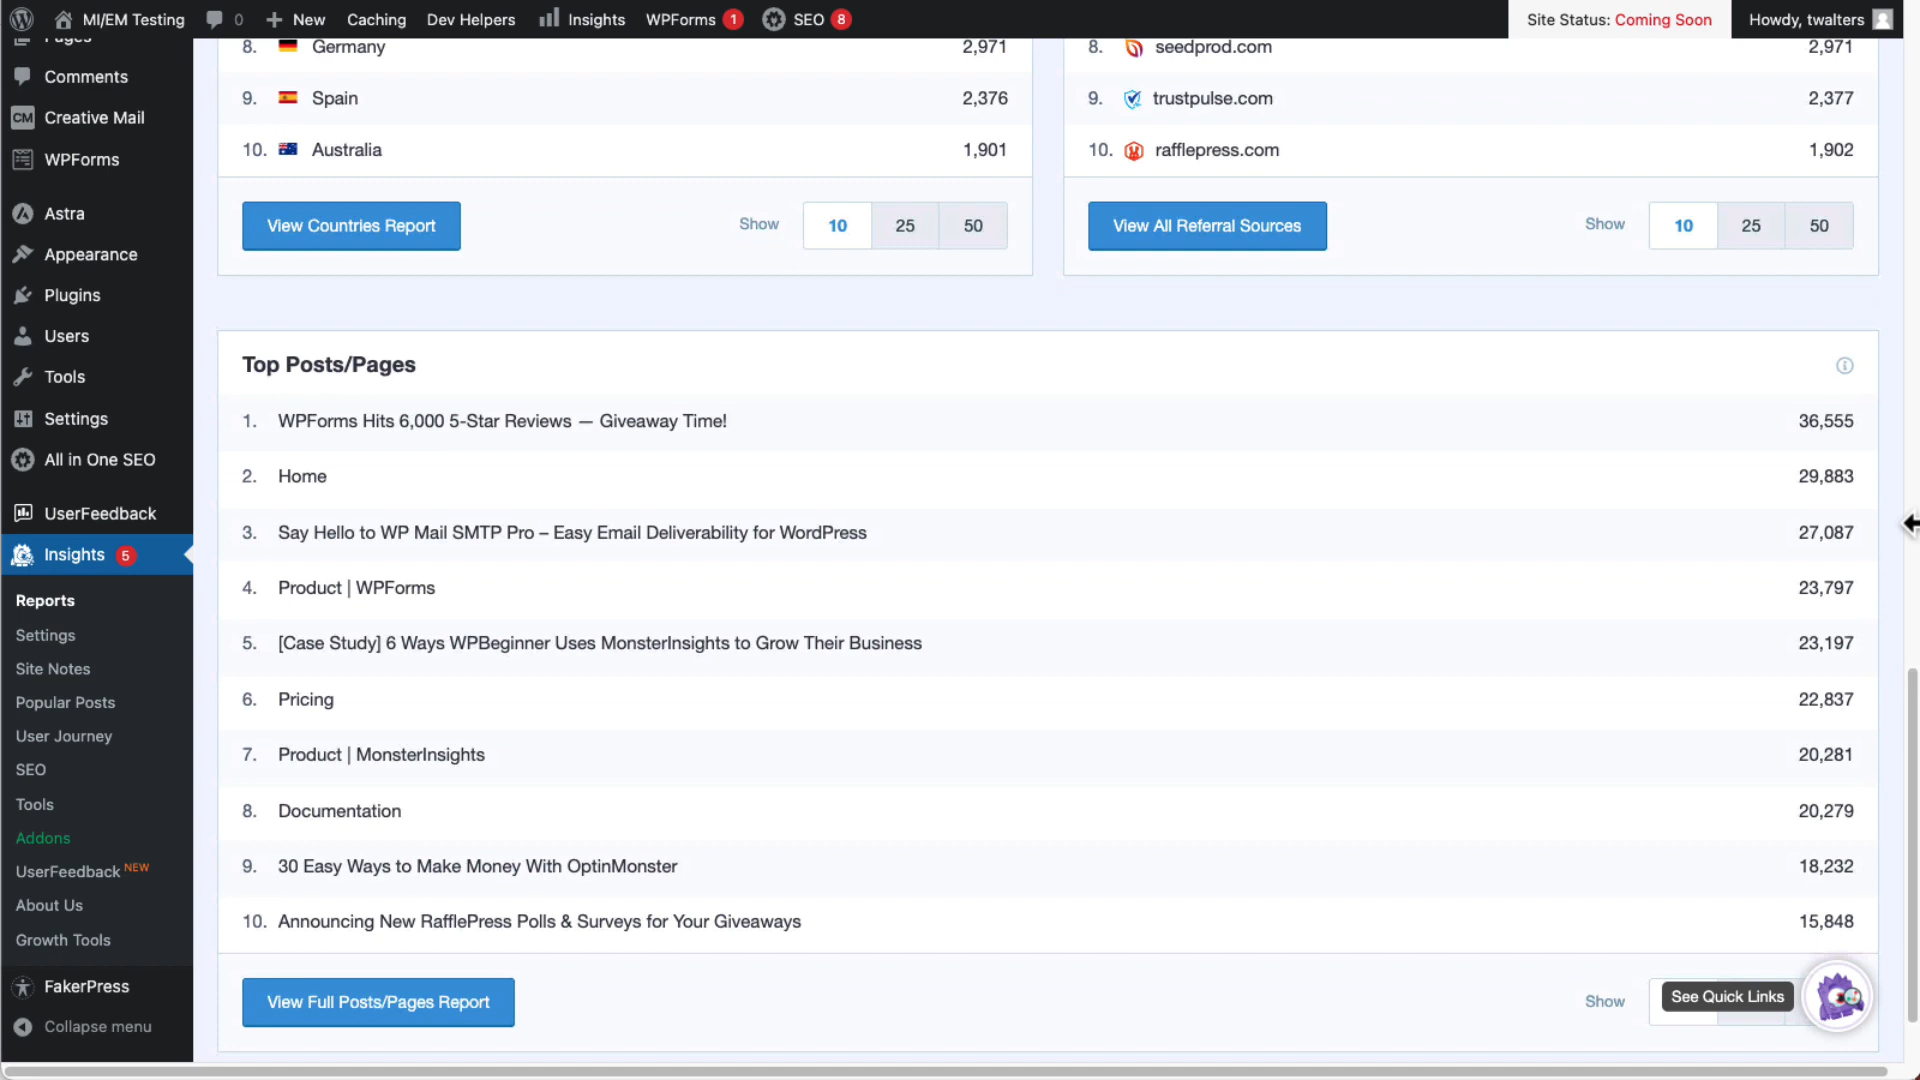 MI/EM Testing
0
New
Caching
Dev Helpers
Insights
WPForms 1
SEO 8
Site Status: Coming Soon
Howdy, twalters
Pages
Comments
CM Creative Mail
WPForms
Astra
Appearance
Plugins
Users
Tools
Settings
All in One SEO
UserFeedback
Insights 5
Reports
Settings
Site Notes
Popular Posts
User Journey
SEO
Tools
Addons
UserFeedback NEW
About Us
Growth Tools
FakerPress
Collapse menu
8. Germany 2,971
9. Spain 2,376
10. Australia 1,901
View Countries Report
Show 10 25 50
8. seedprod.com 2,971
9. trustpulse.com 2,377
10. rafflepress.com 1,902
View All Referral Sources
Show 10 25 50
Top Posts/Pages
1. WPForms Hits 6,000 5-Star Reviews — Giveaway Time! 36,555
2. Home 29,883
3. Say Hello to WP Mail SMTP Pro – Easy Email Deliverability for WordPress 27,087
4. Product | WPForms 23,797
5. [Case Study] 6 Ways WPBeginner Uses MonsterInsights to Grow Their Business 23,197
6. Pricing 22,837
7. Product | MonsterInsights 20,281
8. Documentation 20,279
9. 30 Easy Ways to Make Money With OptinMonster 18,232
10. Announcing New RafflePress Polls & Surveys for Your Giveaways 15,848
View Full Posts/Pages Report
Show
See Quick Links